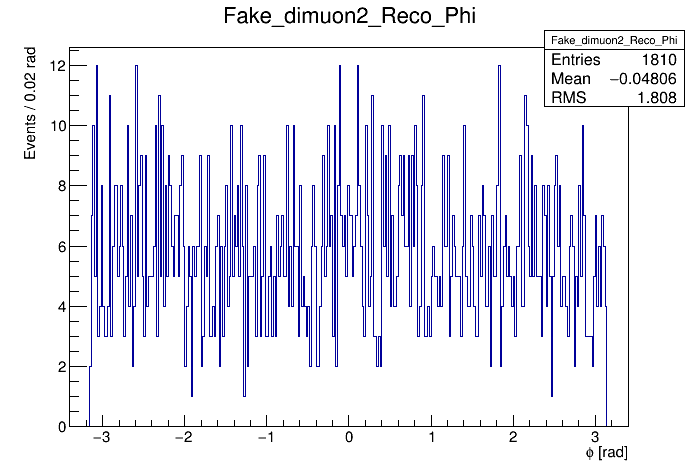 Fake_dimuon2_Reco_Phi
Fake_dimuon2_Reco_Phi
Entries 1810
Mean −0.04806
RMS 1.808
Events / 0.02 rad
12
10
8
6
4
2
0
−3 −2 −1 0 1 2 3
ϕ [rad]